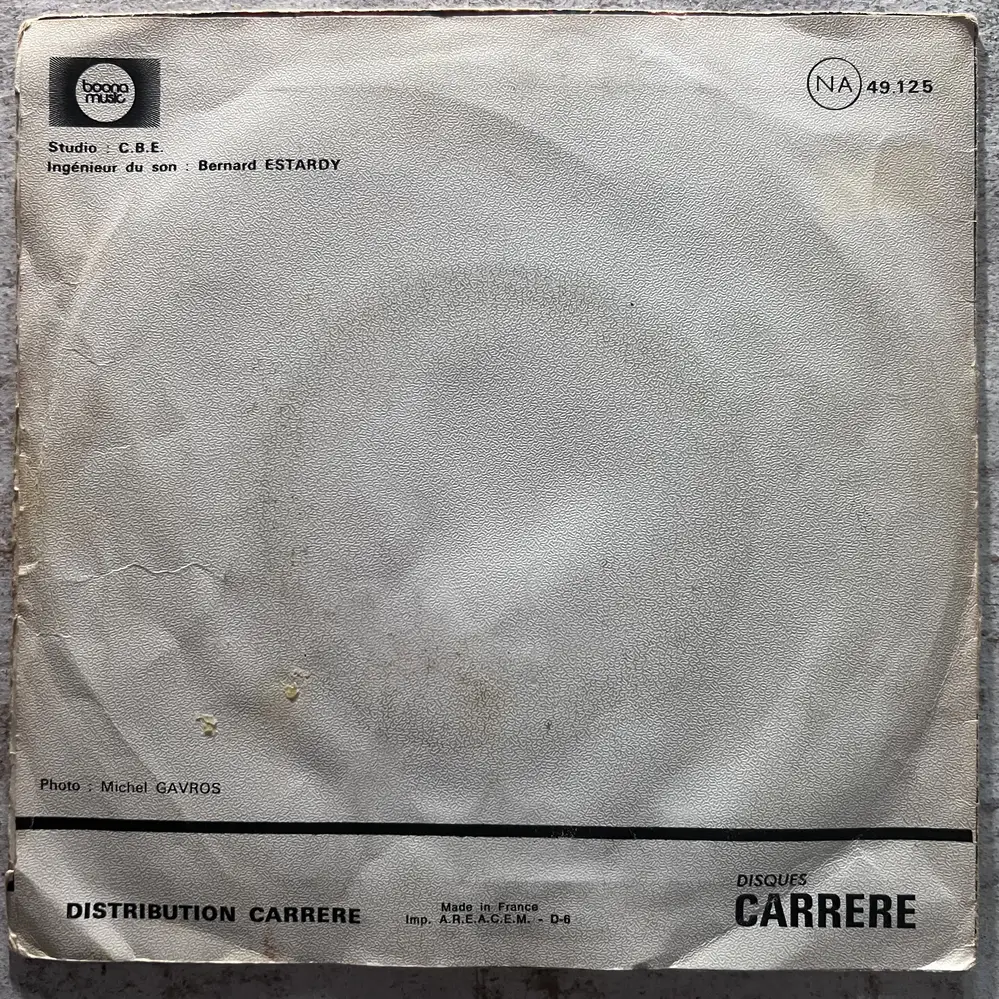 boona
music
NA 49.125
Studio : C.B.E.
Ingénieur du son : Bernard ESTARDY
Photo : Michel GAVROS
DISTRIBUTION CARRERE
Made in France
Imp. A.R.E.A.C.E.M. - D-6
DISQUES
CARRERE